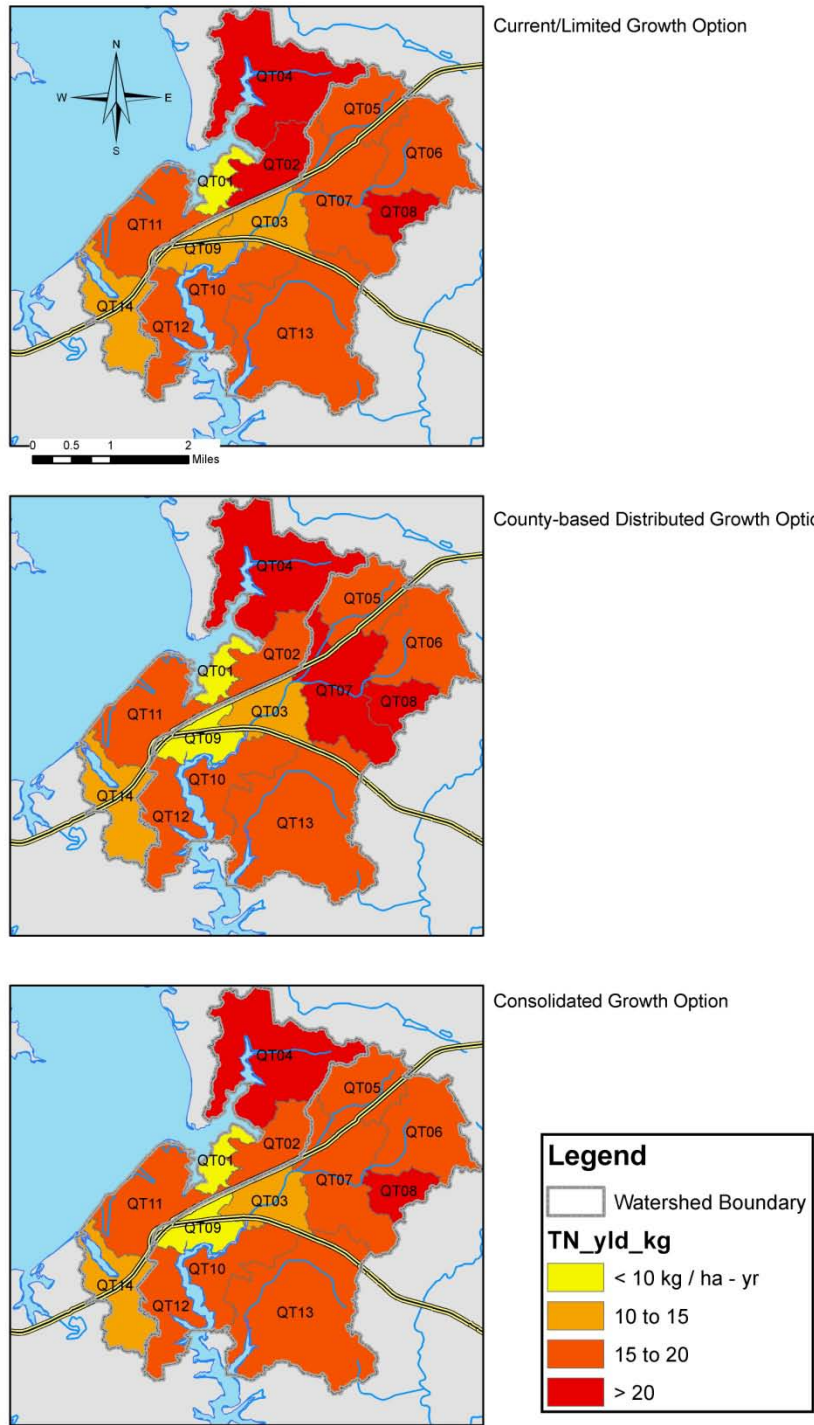 Current/Limited Growth Option
N
W E
S
QT04
QT05
QT06
QT02
QT01
QT07
QT08
QT11
QT03
QT09
QT10
QT14
QT12
QT13
0 0.5 1 2
Miles
County-based Distributed Growth Optio
QT04
QT05
QT06
QT02
QT01
QT07
QT08
QT11
QT03
QT09
QT10
QT14
QT12
QT13
Consolidated Growth Option
QT04
QT05
QT06
QT02
QT01
QT07
QT08
QT11
QT03
QT09
QT10
QT14
QT12
QT13
Legend
Watershed Boundary
TN_yld_kg
< 10 kg / ha - yr
10 to 15
15 to 20
> 20